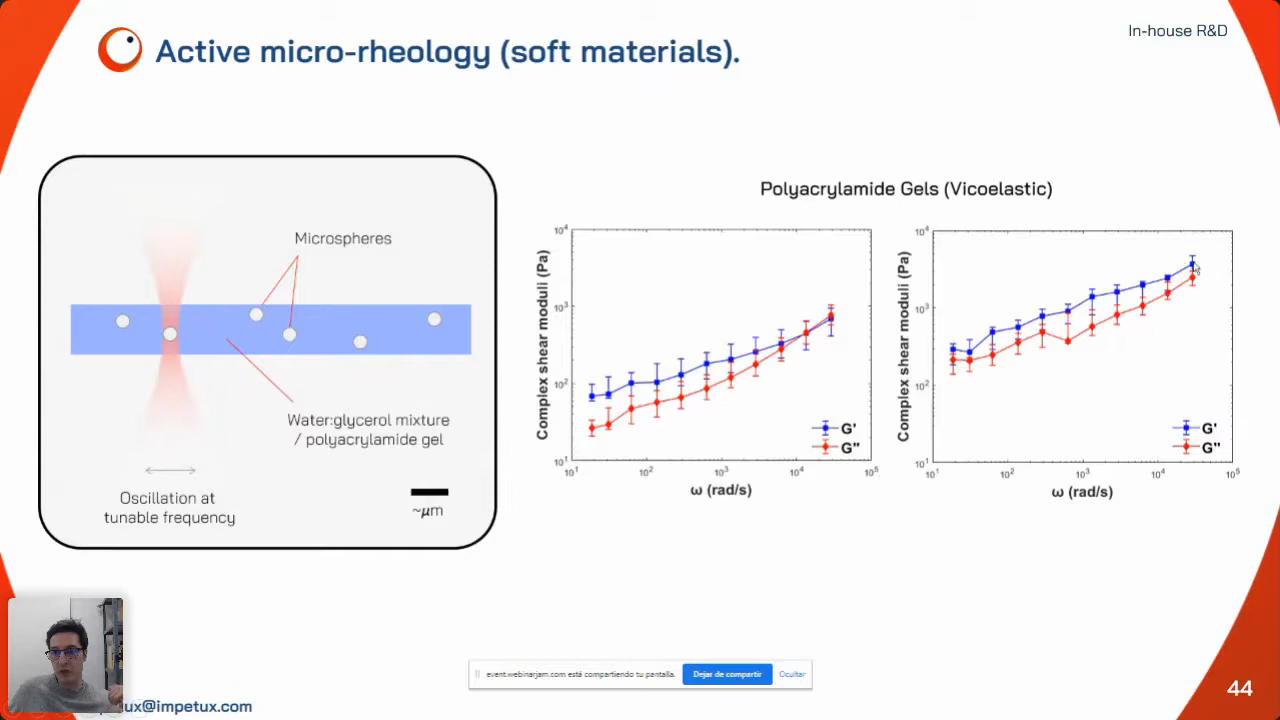 In-house R&D
Active micro-rheology (soft materials).
Microspheres
Water:glycerol mixture
/ polyacrylamide gel
Oscillation at
tunable frequency
~μm
Polyacrylamide Gels (Vicoelastic)
Complex shear moduli (Pa)
10⁴
10³
10²
10¹
G'
G"
10¹ 10² 10³ 10⁴ 10⁵
ω (rad/s)
Complex shear moduli (Pa)
10⁴
10³
10²
10¹
G'
G"
10¹ 10² 10³ 10⁴ 10⁵
ω (rad/s)
event.webinarjam.com está compartiendo tu pantalla. Dejar de compartir Ocultar
ux@impetux.com
44